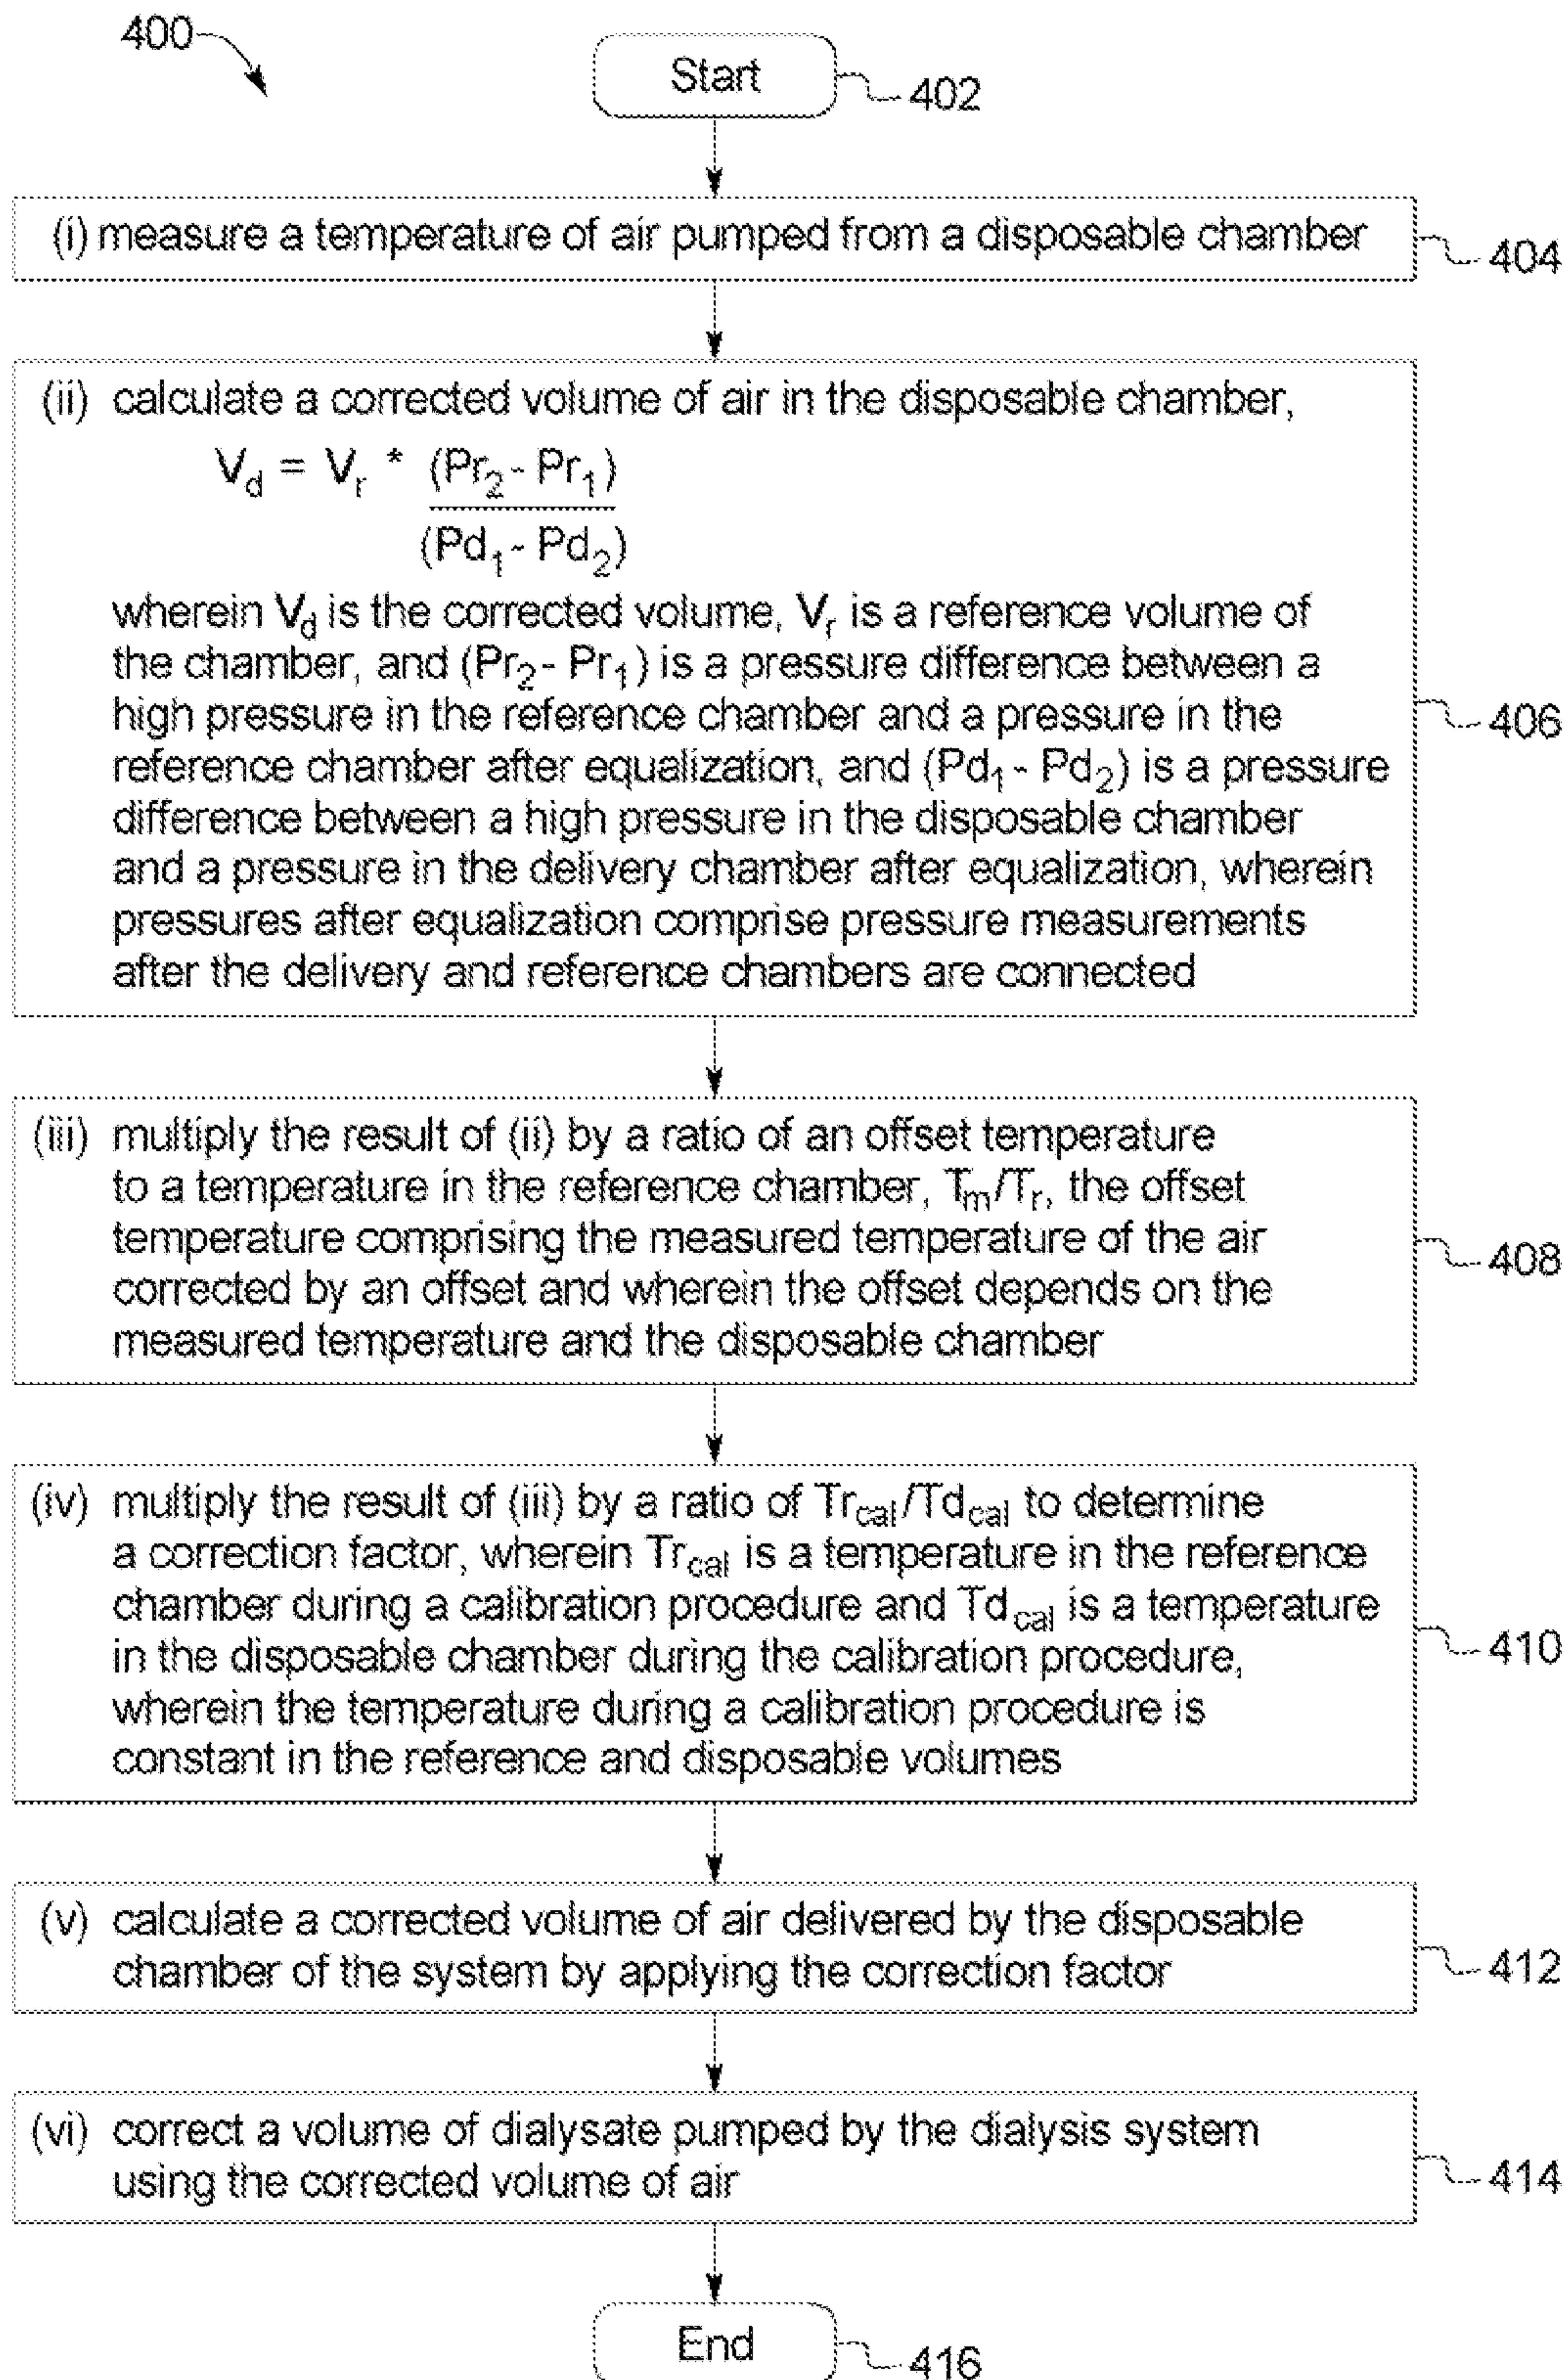 400
Start
402
(i) measure a temperature of air pumped from a disposable chamber
404
(ii) calculate a corrected volume of air in the disposable chamber,
V_d = V_r * (Pr_2 - Pr_1)
(Pd_1 - Pd_2)
wherein V_d is the corrected volume, V_r is a reference volume of
the chamber, and (Pr_2 - Pr_1) is a pressure difference between a
high pressure in the reference chamber and a pressure in the
reference chamber after equalization, and (Pd_1 - Pd_2) is a pressure
difference between a high pressure in the disposable chamber
and a pressure in the delivery chamber after equalization, wherein
pressures after equalization comprise pressure measurements
after the delivery and reference chambers are connected
406
(iii) multiply the result of (ii) by a ratio of an offset temperature
to a temperature in the reference chamber, T_m/T_r, the offset
temperature comprising the measured temperature of the air
corrected by an offset and wherein the offset depends on the
measured temperature and the disposable chamber
408
(iv) multiply the result of (iii) by a ratio of Tr_cal/Td_cal to determine
a correction factor, wherein Tr_cal is a temperature in the reference
chamber during a calibration procedure and Td_cal is a temperature
in the disposable chamber during the calibration procedure,
wherein the temperature during a calibration procedure is
constant in the reference and disposable volumes
410
(v) calculate a corrected volume of air delivered by the disposable
chamber of the system by applying the correction factor
412
(vi) correct a volume of dialysate pumped by the dialysis system
using the corrected volume of air
414
End
416